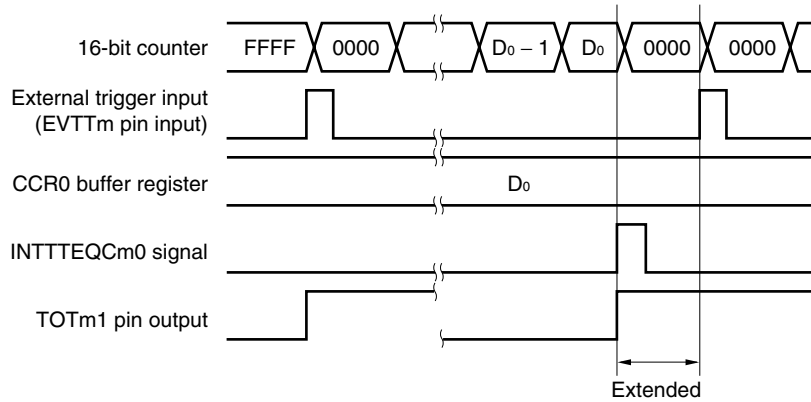 16-bit counter FFFF 0000 D0 − 1 D0 0000 0000
External trigger input
(EVTTm pin input)
CCR0 buffer register D0
INTTTEQCm0 signal
TOTm1 pin output
Extended